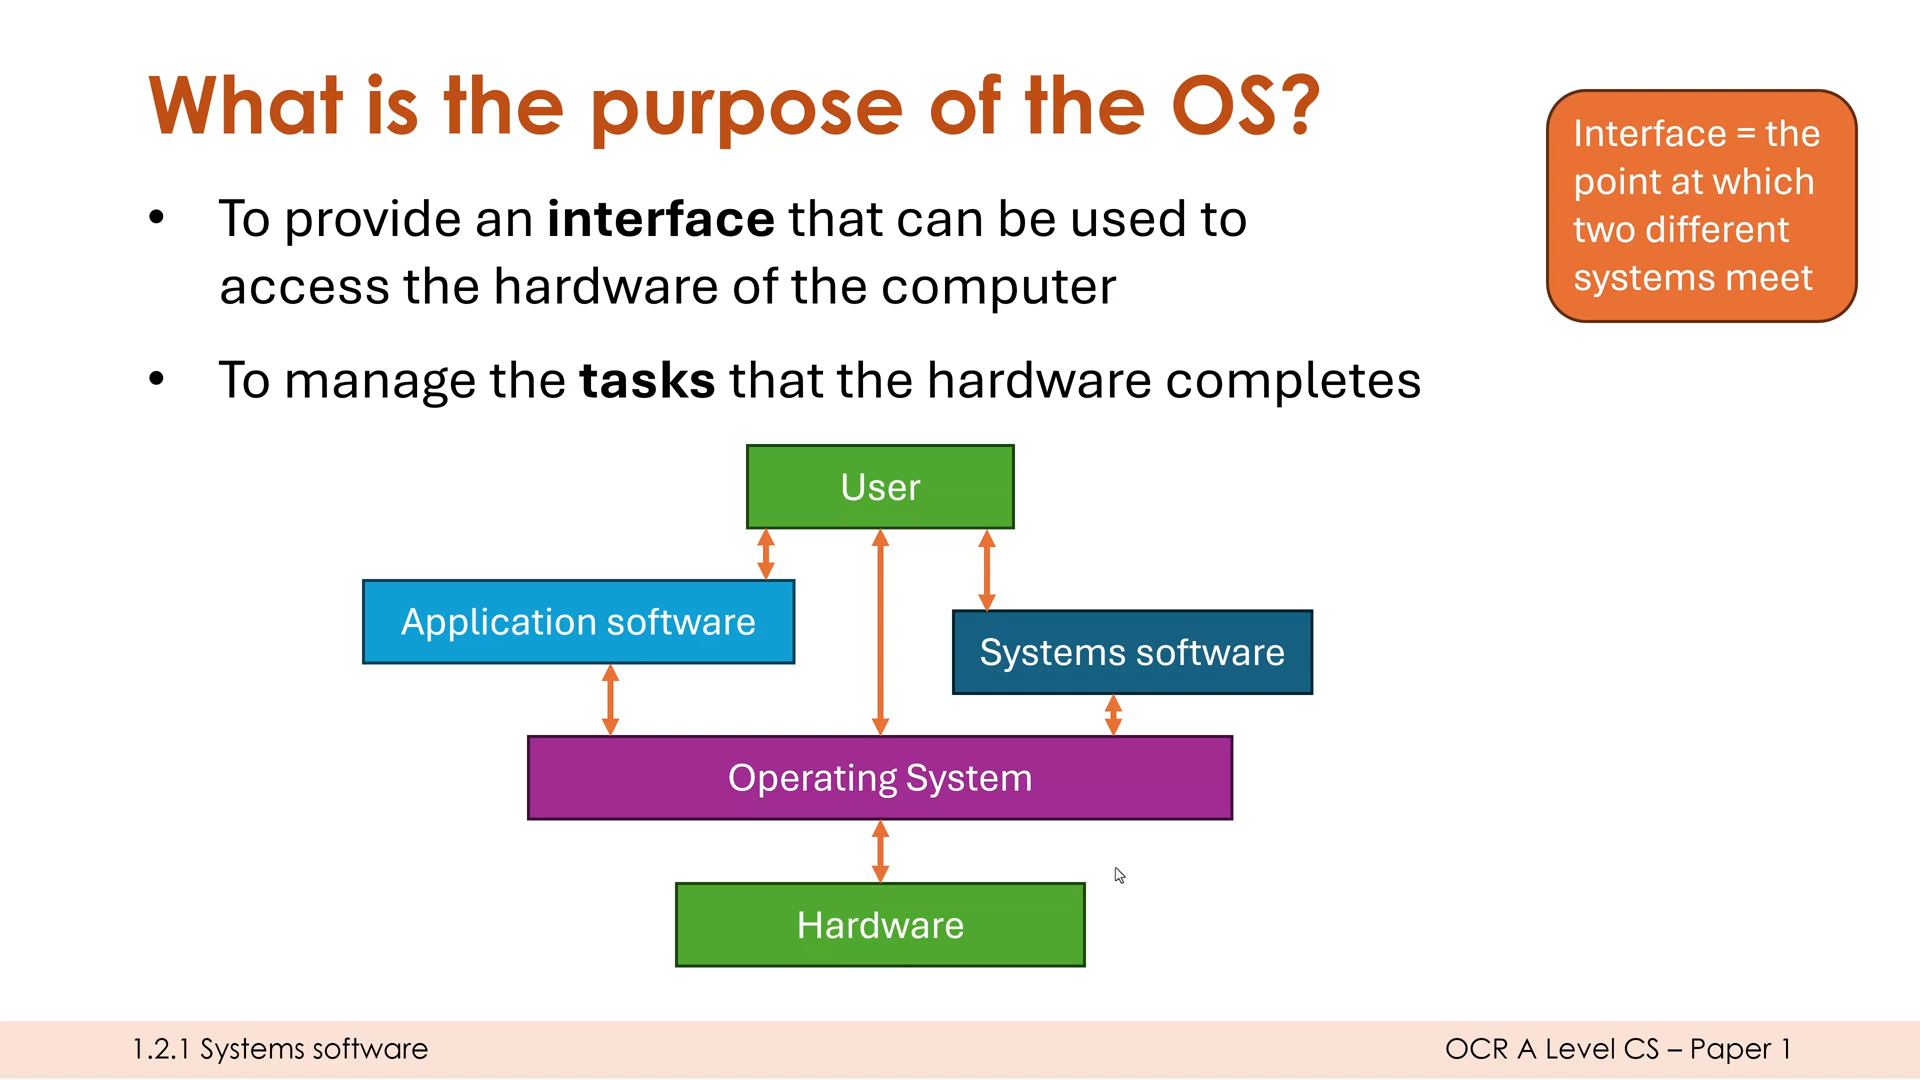 What is the purpose of the OS?
Interface = the
point at which
two different
systems meet
• To provide an interface that can be used to
access the hardware of the computer
• To manage the tasks that the hardware completes
User
Application software
Systems software
Operating System
Hardware
1.2.1 Systems software
OCR A Level CS – Paper 1